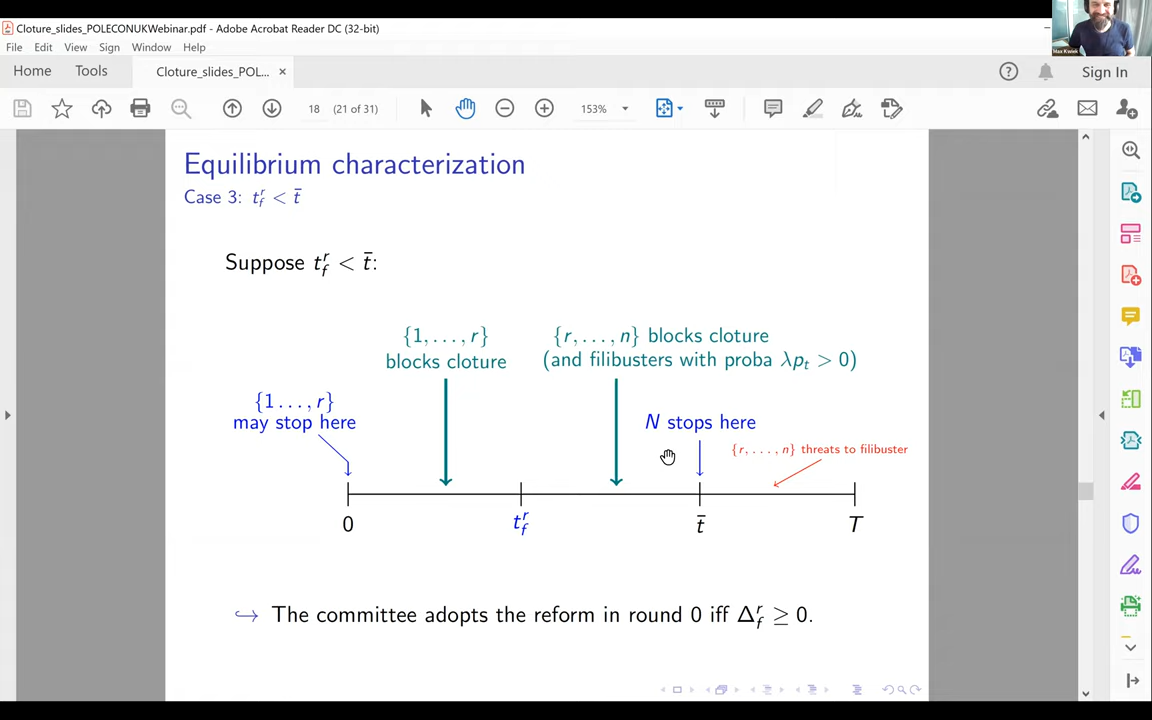 Cloture_slides_POLECONUKWebinar.pdf - Adobe Acrobat Reader DC (32-bit)
File Edit View Sign Window Help
Home Tools Cloture_slides_POL... × Sign In
18 (21 of 31) 153%
Equilibrium characterization
Case 3: t_f^r < t̄
Suppose t_f^r < t̄:
{1, . . . , r}
blocks cloture
{r, . . . , n} blocks cloture
(and filibusters with proba λp_t > 0)
{1 . . . , r}
may stop here
N stops here
{r, . . . , n} threats to filibuster
0 t_f^r t̄ T
↪ The committee adopts the reform in round 0 iff Δ_f^r ≥ 0.